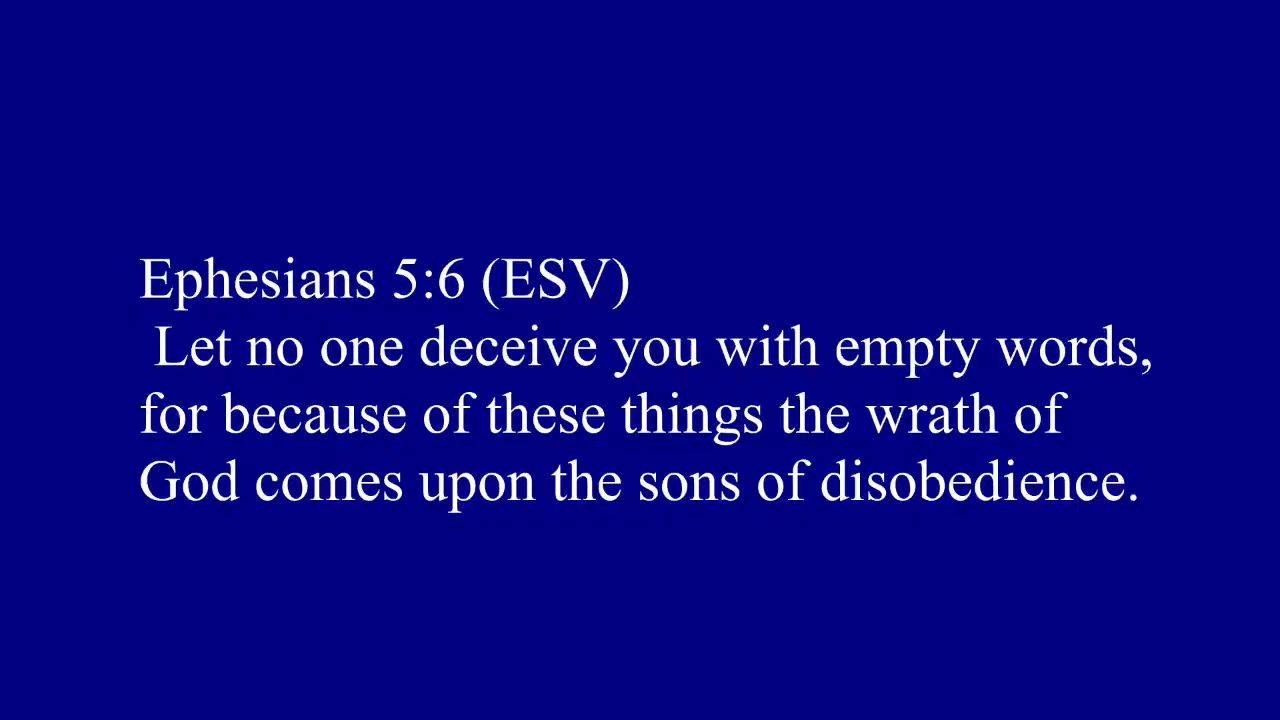 Ephesians 5:6 (ESV)
Let no one deceive you with empty words,
for because of these things the wrath of
God comes upon the sons of disobedience.